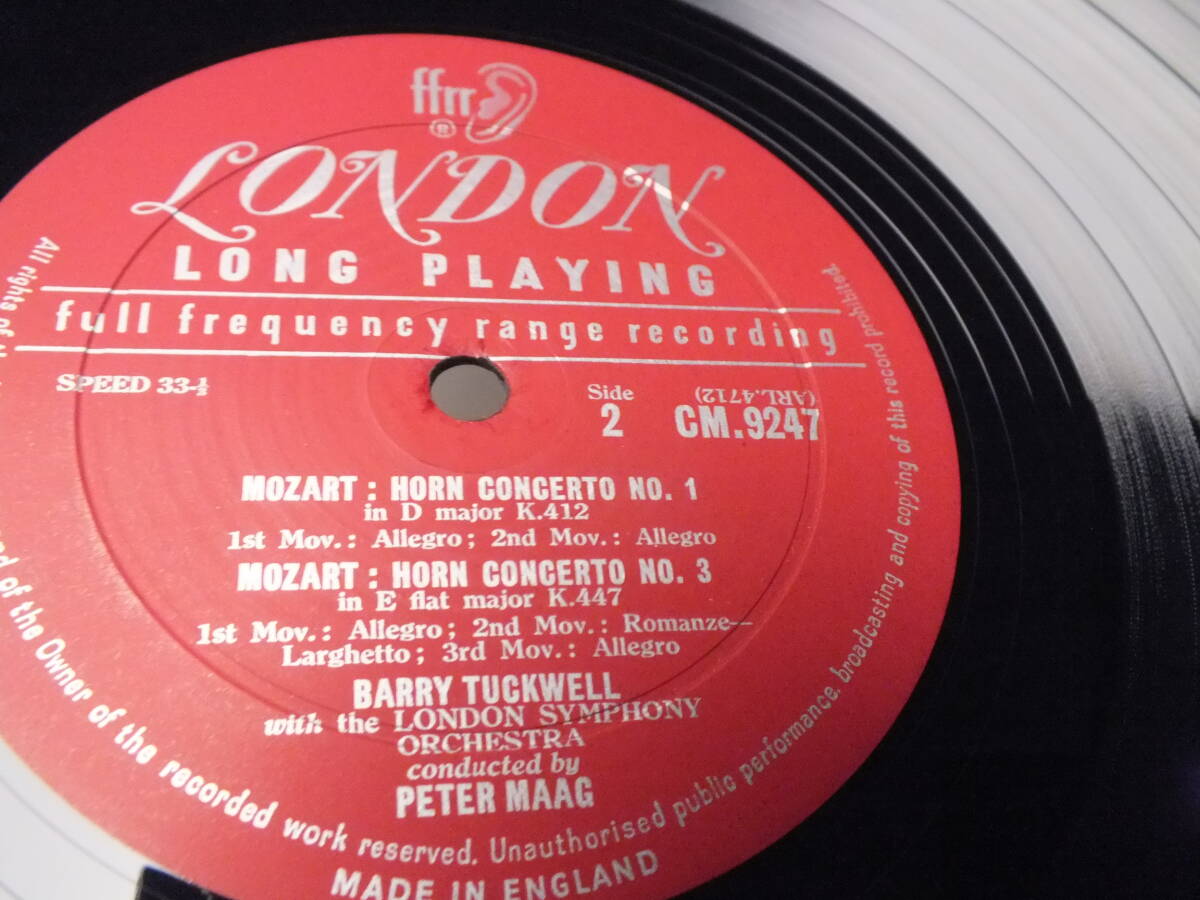 ffrr
®
LONDON
LONG PLAYING
full frequency range recording
SPEED 33-⅓
Side
2
(ARL.4712)
CM.9247
MOZART : HORN CONCERTO NO. 1
in D major K.412
1st Mov.: Allegro; 2nd Mov.: Allegro
MOZART : HORN CONCERTO NO. 3
in E flat major K.447
1st Mov.: Allegro; 2nd Mov.: Romanze—
Larghetto; 3rd Mov.: Allegro
BARRY TUCKWELL
with the LONDON SYMPHONY
ORCHESTRA
conducted by
PETER MAAG
All rights of
of the Owner of the recorded work reserved. Unauthorised public performance, broadcasting and copying of this record prohibited.
MADE IN ENGLAND